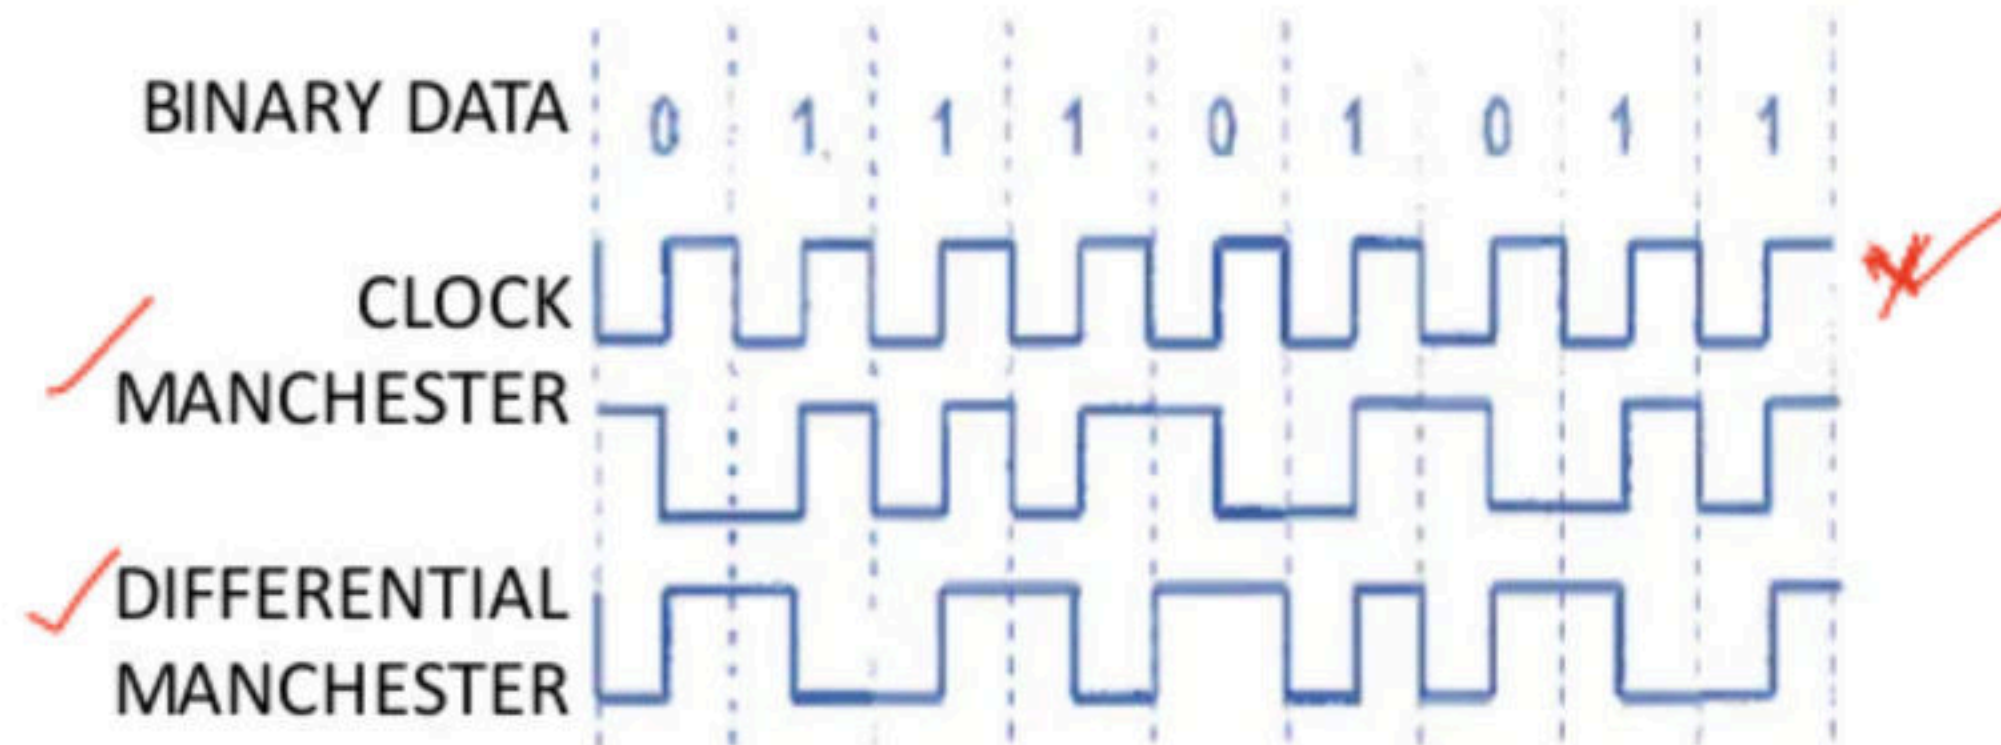 BINARY DATA 0 1 1 1 0 1 0 1 1
CLOCK
MANCHESTER
DIFFERENTIAL
MANCHESTER